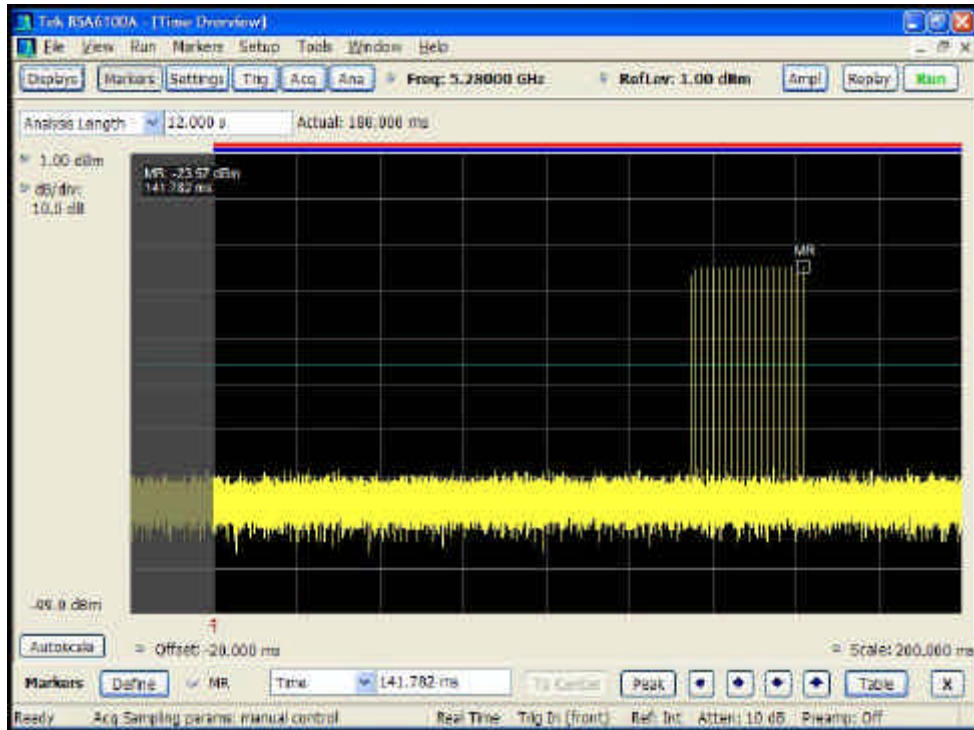 Tek RSA6100A - [Time Overview]
File View Run Markers Setup Tools Window Help
Displays Markers Settings Trig Acq Ana Freq: 5.28000 GHz RefLev: 1.00 dBm Ampl Replay Run
Analysis Length 12.000 s Actual: 180.000 ms
1.00 dBm
dB/div:
10.0 dB
MR: -23.57 dBm
141.782 ms
MR
-99.0 dBm
Autoscale Offset: -20.000 ms Scale: 200.000 ms
Markers Define MR Time 141.782 ms To Center Peak Table X
Ready Acq Sampling params: manual control Real Time Trig In (front) Ref: Int Atten: 10 dB Preamp: Off